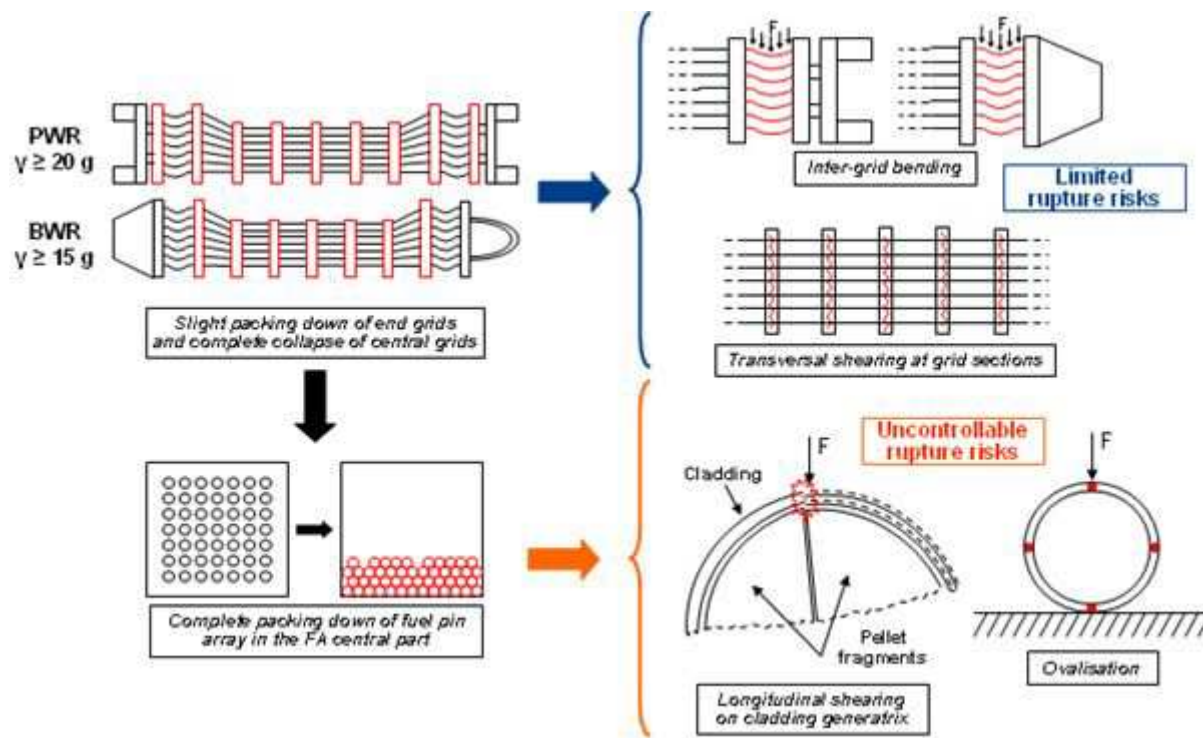 PWR
γ ≥ 20 g
BWR
γ ≥ 15 g
Slight packing down of end grids
and complete collapse of central grids
Complete packing down of fuel pin
array in the FA central part
F
F
Inter-grid bending
Limited
rupture risks
Transversal shearing at grid sections
Uncontrollable
rupture risks
F
F
Cladding
Pellet
fragments
Longitudinal shearing
on cladding generatrix
Ovalisation